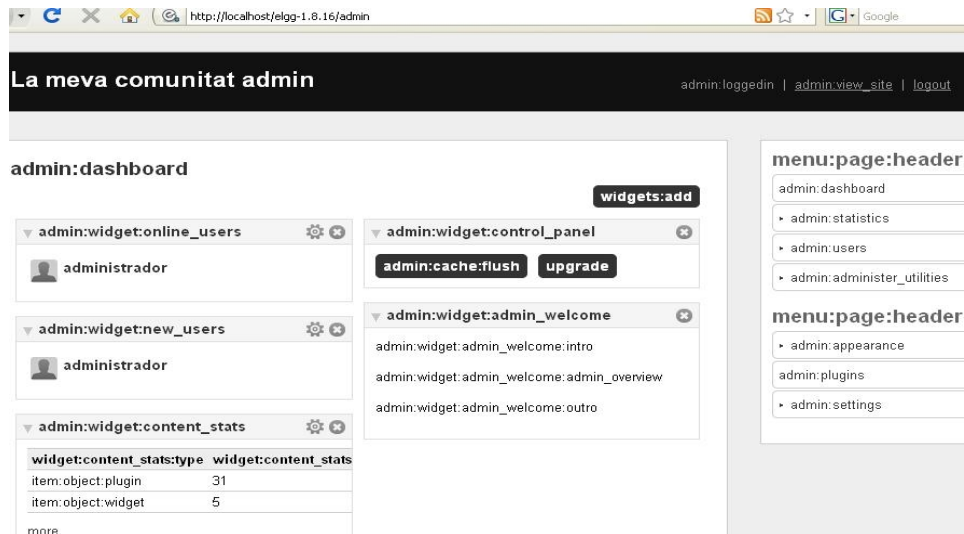 http://localhost/elgg-1.8.16/admin
Google
La meva comunitat admin
admin:loggedin | admin:view_site | logout
admin:dashboard
widgets:add
admin:widget:online_users
administrador
admin:widget:new_users
administrador
admin:widget:content_stats
widget:content_stats:type widget:content_stats
item:object:plugin 31
item:object:widget 5
more
admin:widget:control_panel
admin:cache:flush upgrade
admin:widget:admin_welcome
admin:widget:admin_welcome:intro
admin:widget:admin_welcome:admin_overview
admin:widget:admin_welcome:outro
menu:page:header
admin:dashboard
admin:statistics
admin:users
admin:administer_utilities
menu:page:header
admin:appearance
admin:plugins
admin:settings